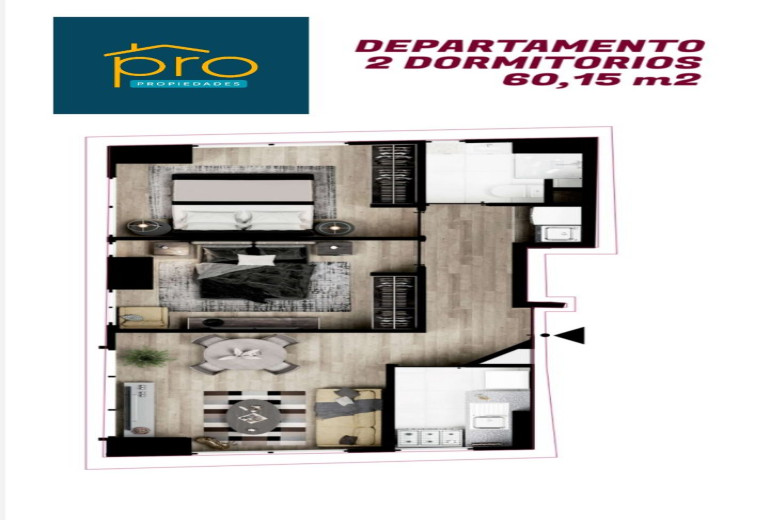 pro
PROPIEDADES
DEPARTAMENTO
2 DORMITORIOS
60,15 m2